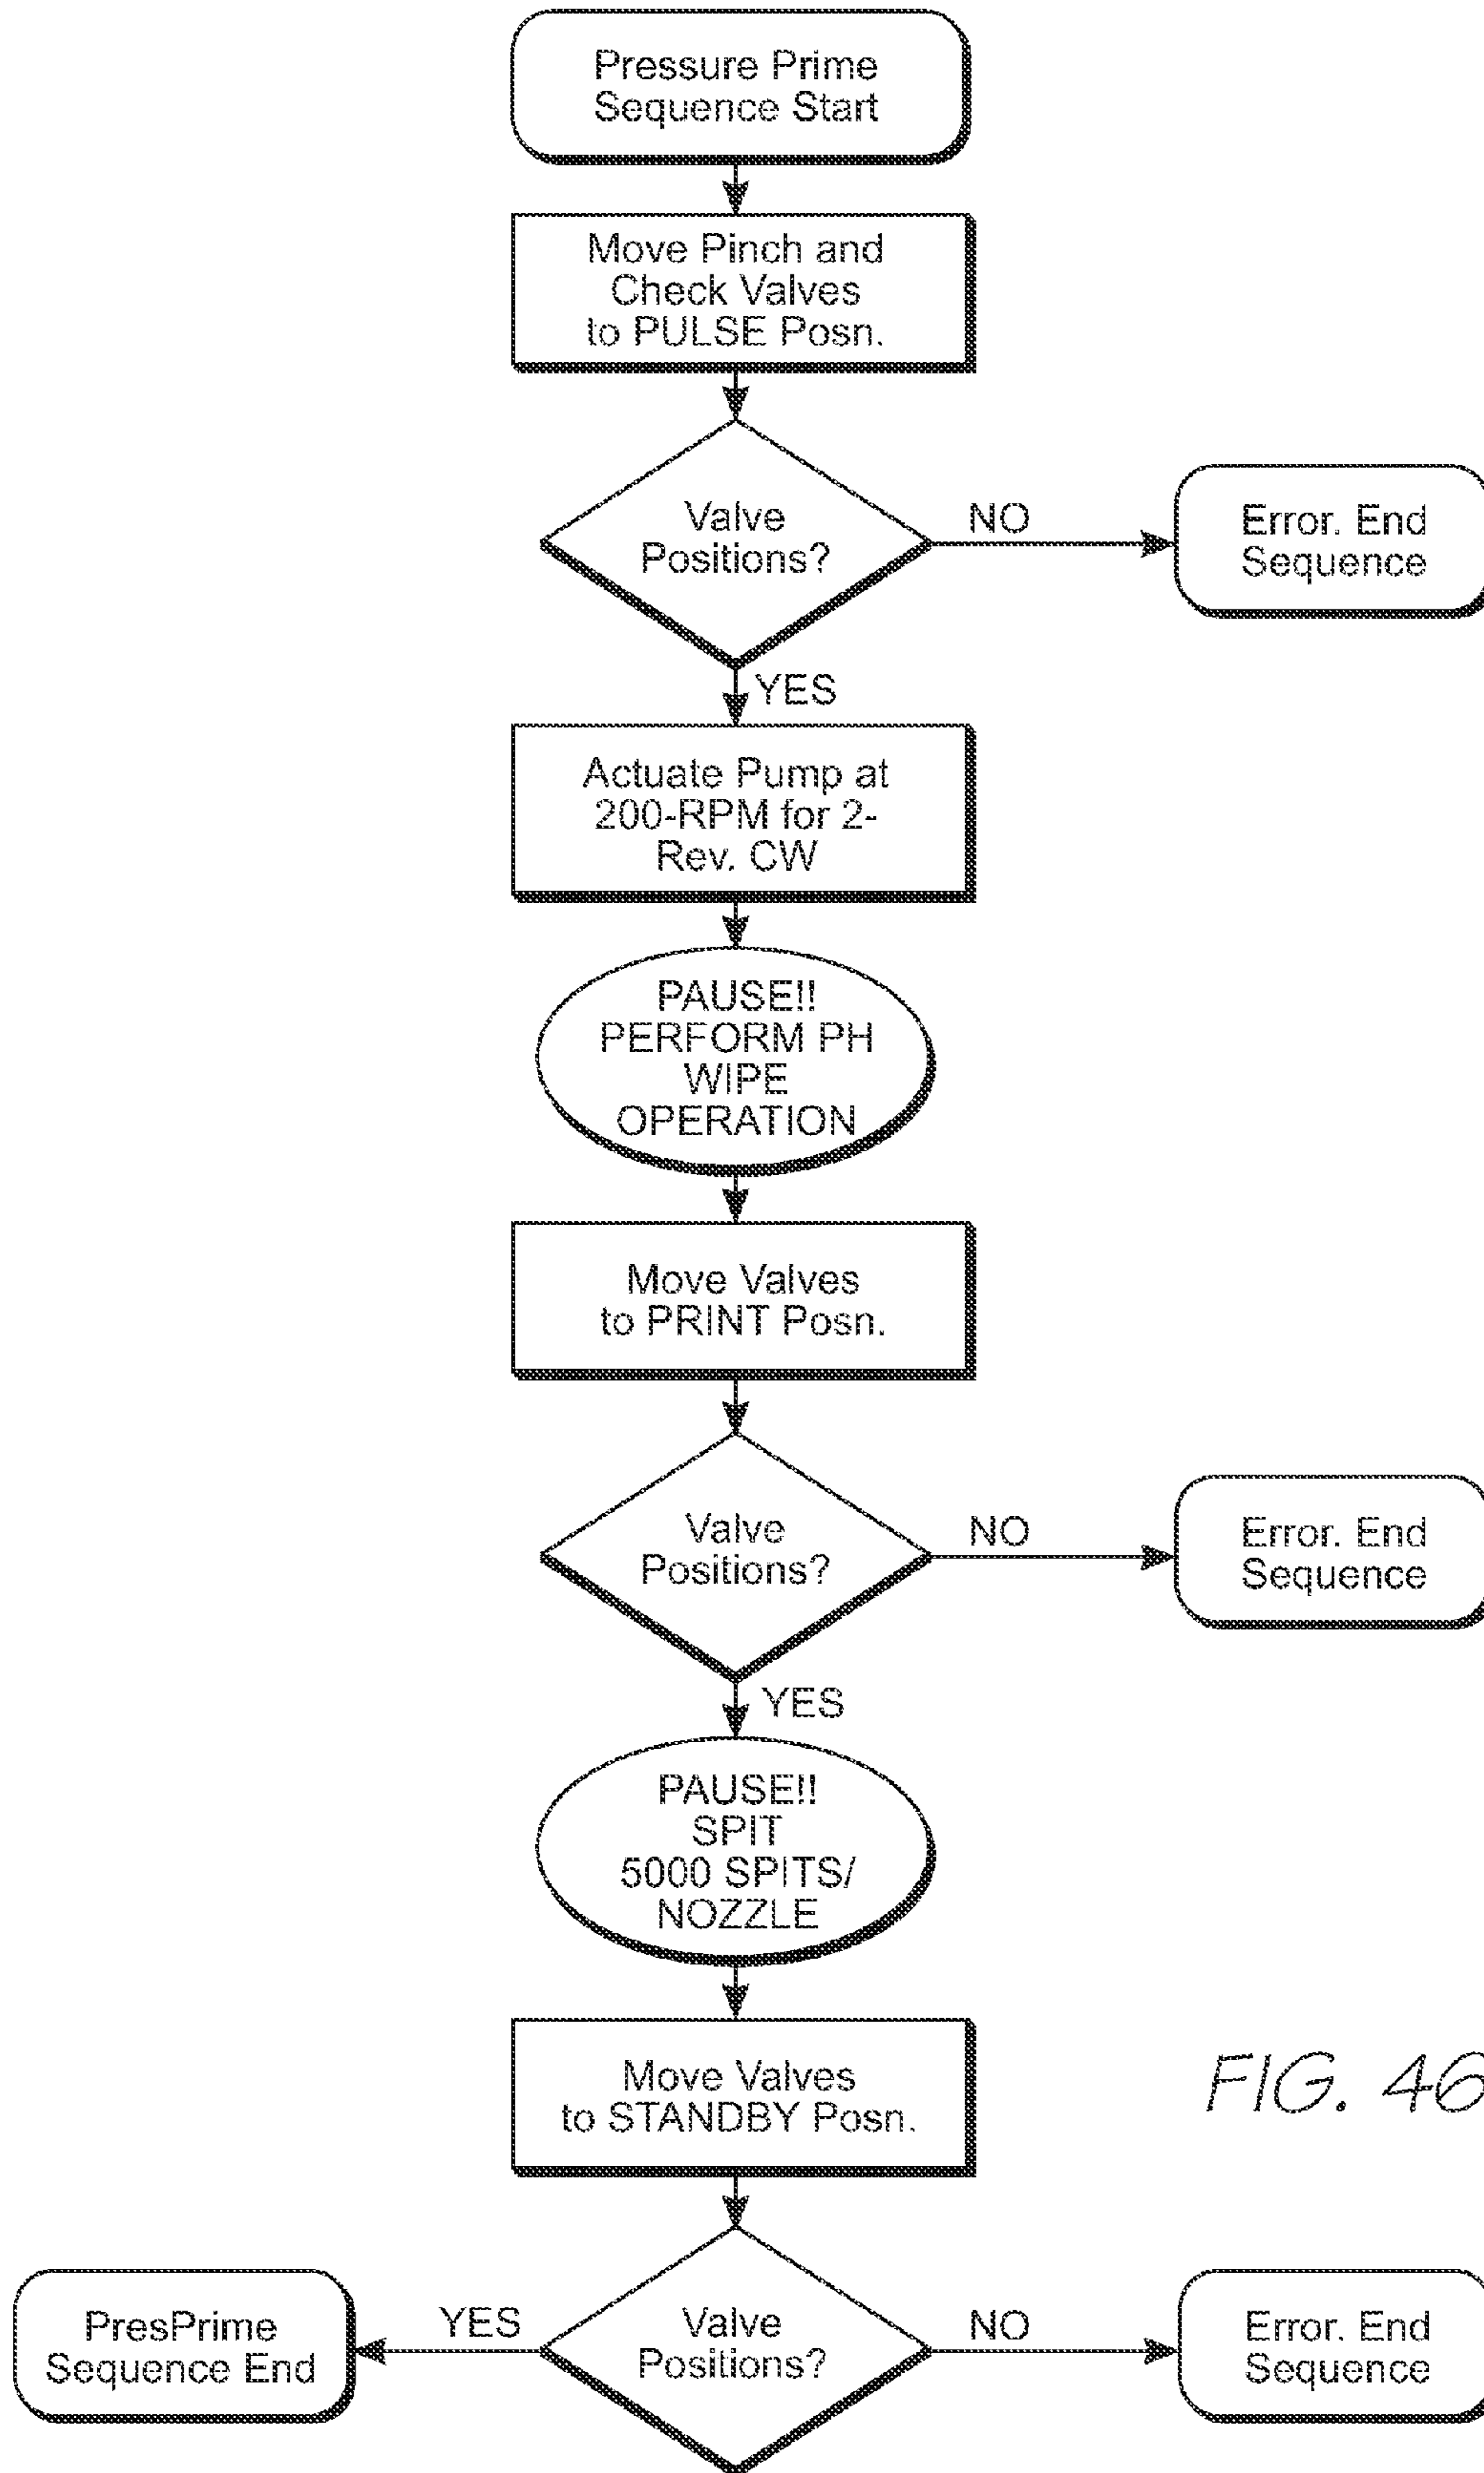 Pressure Prime
Sequence Start
Move Pinch and
Check Valves
to PULSE Posn.
Valve
Positions?
NO
Error. End
Sequence
YES
Actuate Pump at
200-RPM for 2-
Rev. CW
PAUSE!!
PERFORM PH
WIPE
OPERATION
Move Valves
to PRINT Posn.
Valve
Positions?
NO
Error. End
Sequence
YES
PAUSE!!
SPIT
5000 SPITS/
NOZZLE
Move Valves
to STANDBY Posn.
FIG. 46
Valve
Positions?
YES
PresPrime
Sequence End
NO
Error. End
Sequence